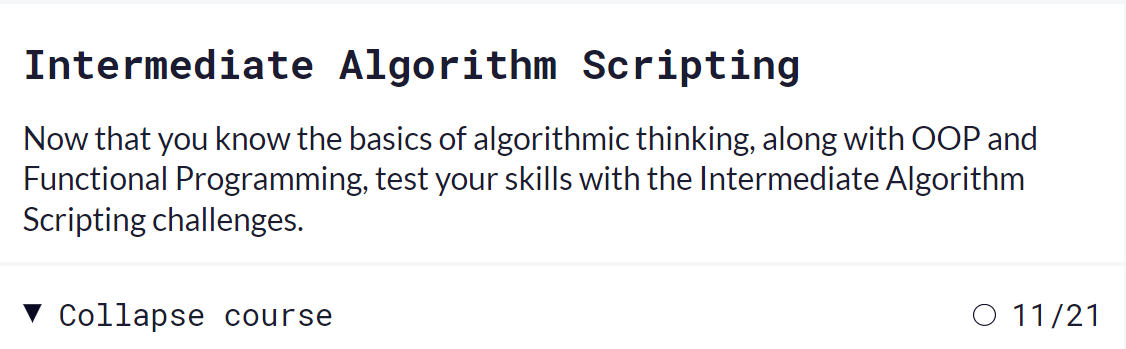 Intermediate Algorithm Scripting
Now that you know the basics of algorithmic thinking, along with OOP and
Functional Programming, test your skills with the Intermediate Algorithm
Scripting challenges.
Collapse course 11/21